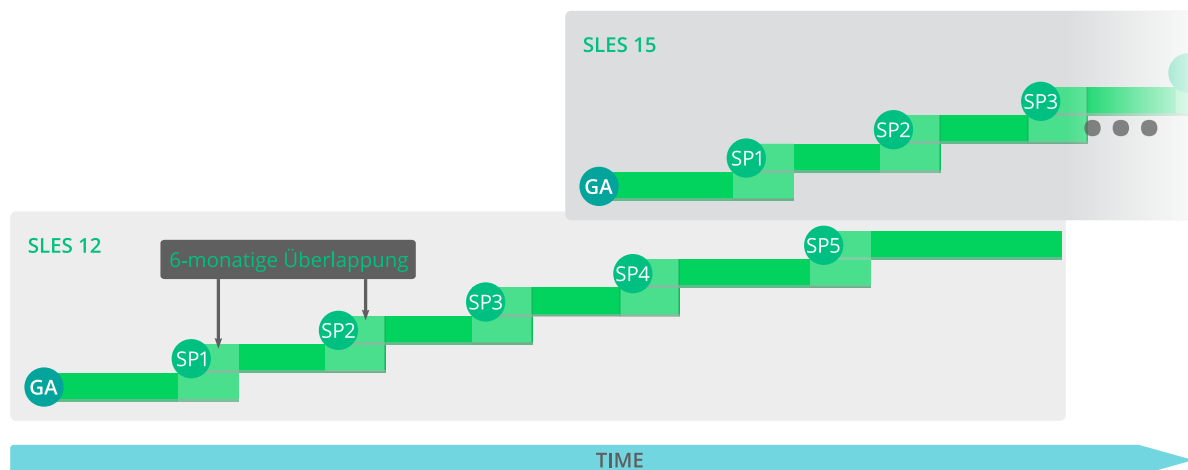 SLES 15
SP3
SP2
SP1
GA
SLES 12
6-monatige Überlappung
SP5
SP4
SP3
SP2
SP1
GA
TIME